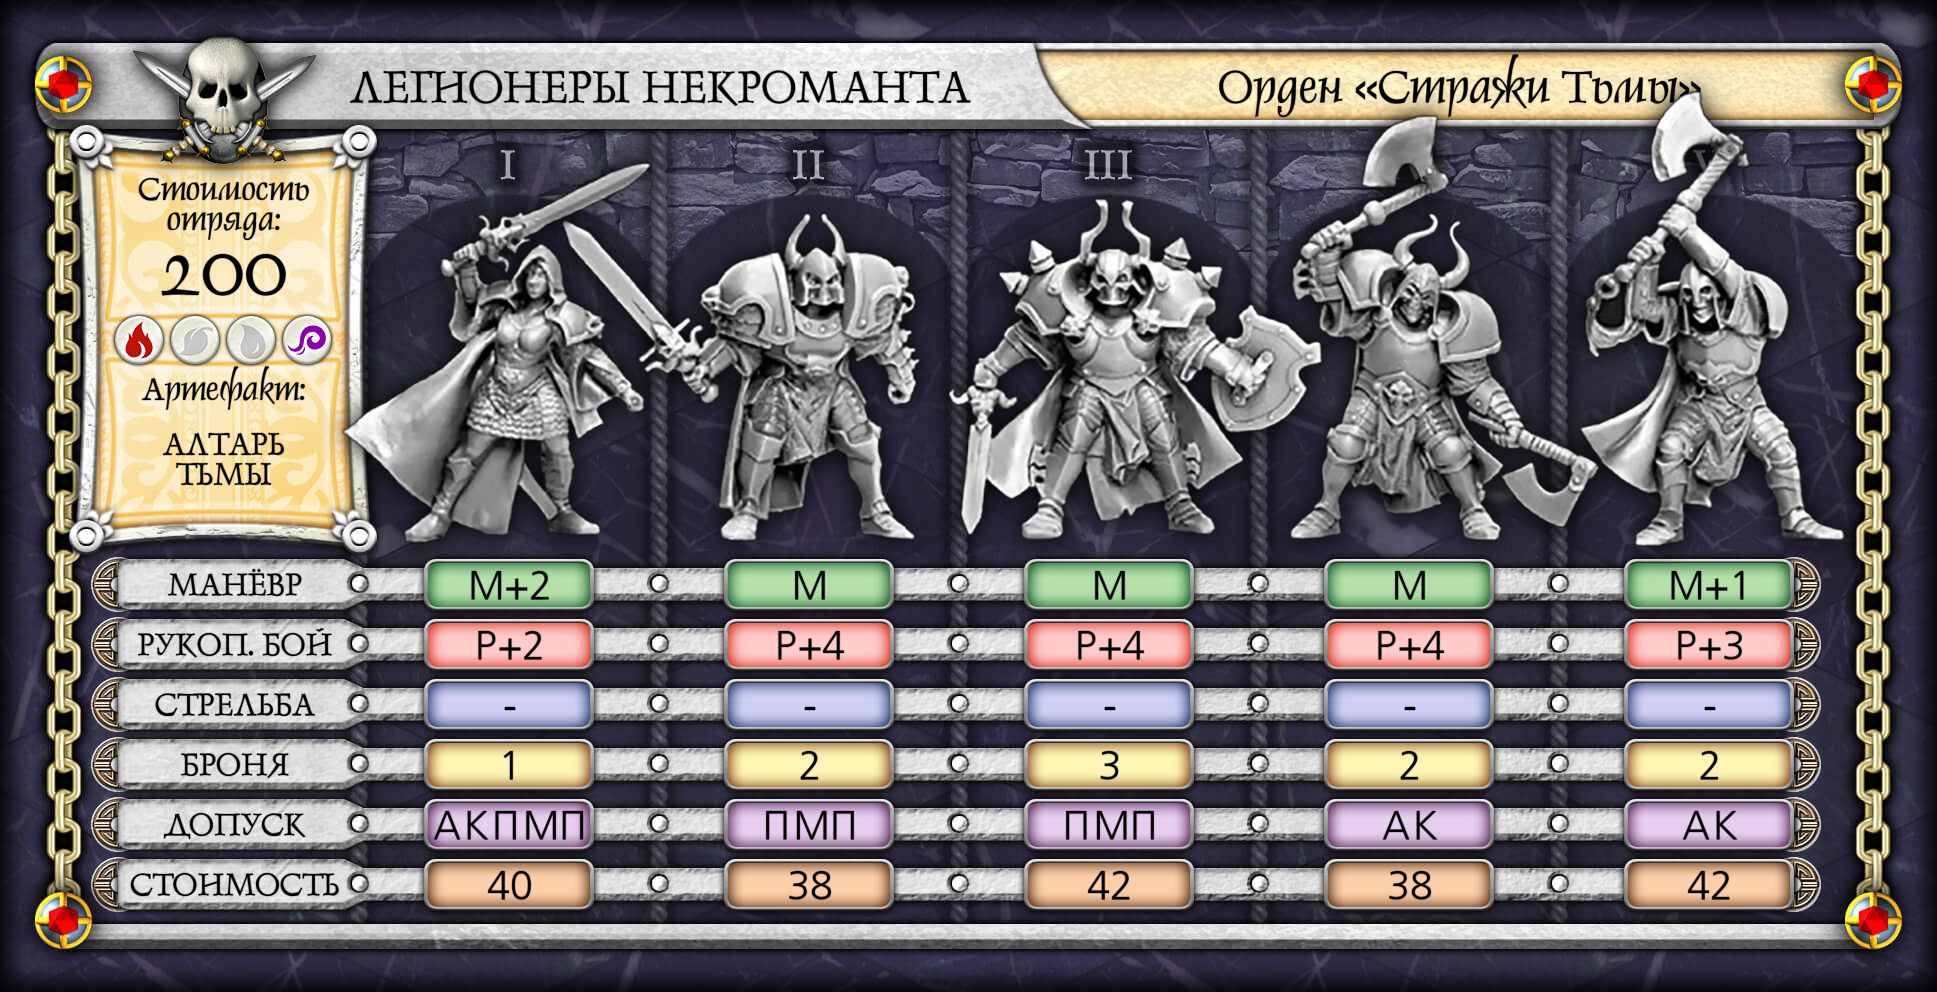 ЛЕГИОНЕРЫ НЕКРОМАНТА
Орден «Стражи Тьмы»
Стоимость
отряда:
200
Артефакт:
АЛТАРЬ
ТЬМЫ
I II III V
МАНЁВР M+2 M M M M+1
РУКОП. БОЙ P+2 P+4 P+4 P+4 P+3
СТРЕЛЬБА - - - - -
БРОНЯ 1 2 3 2 2
ДОПУСК АКПМП ПМП ПМП АК АК
СТОИМОСТЬ 40 38 42 38 42